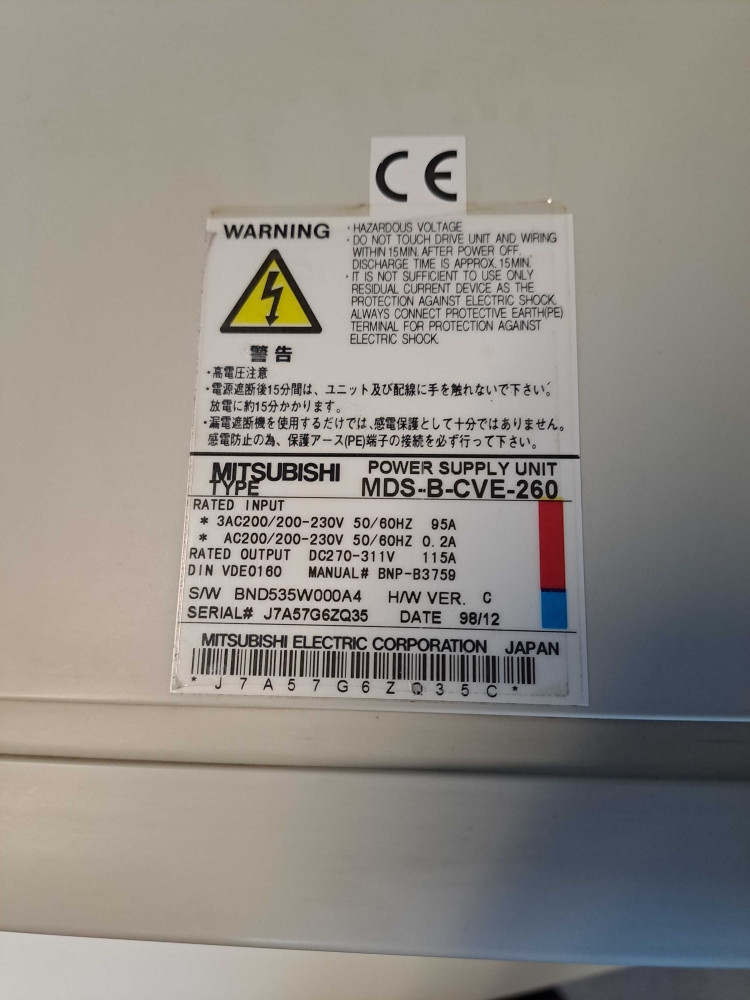 CE
WARNING
・HAZARDOUS VOLTAGE
・DO NOT TOUCH DRIVE UNIT AND WIRING
WITHIN 15MIN. AFTER POWER OFF.
DISCHARGE TIME IS APPROX. 15MIN.
・IT IS NOT SUFFICIENT TO USE ONLY
RESIDUAL CURRENT DEVICE AS THE
PROTECTION AGAINST ELECTRIC SHOCK.
ALWAYS CONNECT PROTECTIVE EARTH(PE)
TERMINAL FOR PROTECTION AGAINST
ELECTRIC SHOCK.
警告
・高電圧注意
・電源遮断後15分間は、ユニット及び配線に手を触れないで下さい。
放電に約15分かかります。
・漏電遮断機を使用するだけでは、感電保護として十分ではありません。
感電防止の為、保護アース(PE)端子の接続を必ず行って下さい。
MITSUBISHI POWER SUPPLY UNIT
TYPE MDS-B-CVE-260
RATED INPUT
* 3AC200/200-230V 50/60HZ 95A
* AC200/200-230V 50/60HZ 0.2A
RATED OUTPUT DC270-311V 115A
DIN VDE0160 MANUAL# BNP-B3759
S/W BND535W000A4 H/W VER. C
SERIAL# J7A57G6ZQ35 DATE 98/12
MITSUBISHI ELECTRIC CORPORATION JAPAN
*J7A57G6ZQ35C*